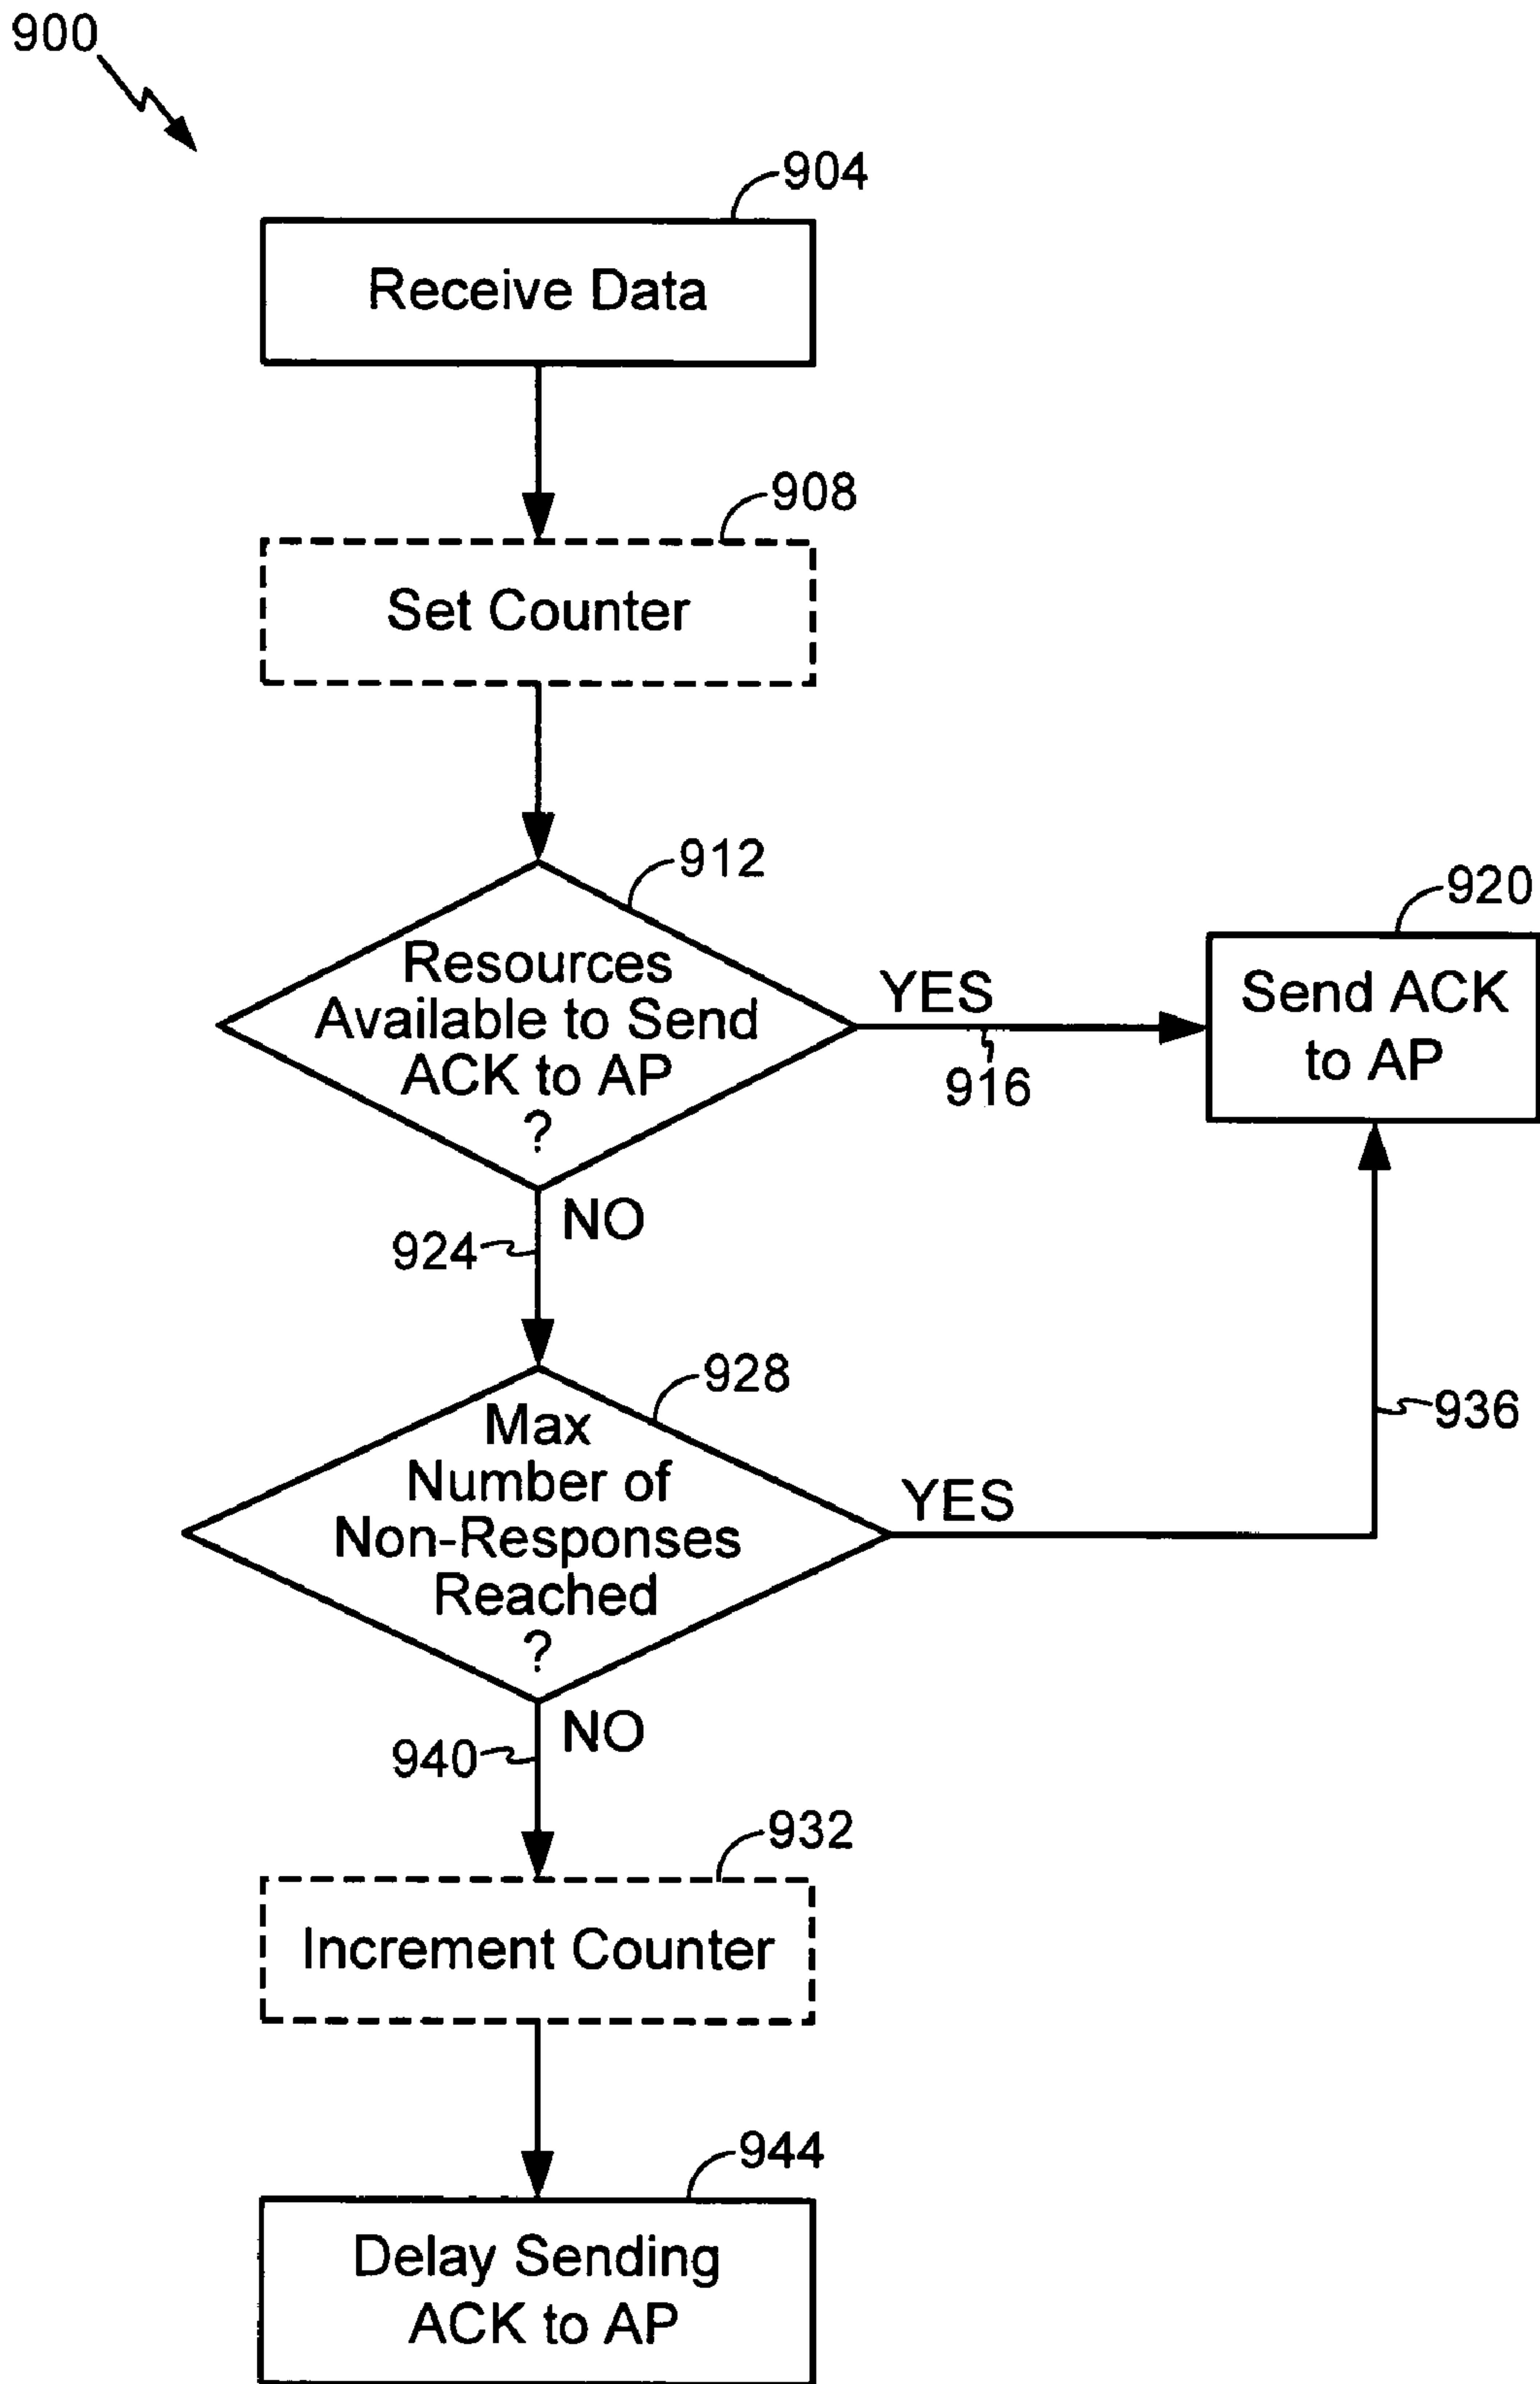 900
904
Receive Data
908
Set Counter
912
Resources
Available to Send
ACK to AP
?
YES
916
920
Send ACK
to AP
NO
924
928
Max
Number of
Non-Responses
Reached
?
YES
936
NO
940
932
Increment Counter
944
Delay Sending
ACK to AP